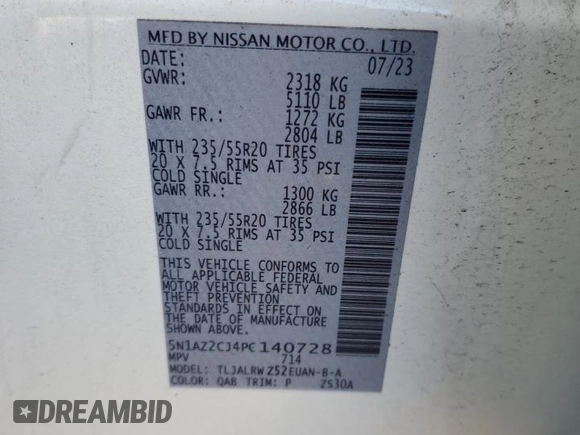 MFD BY NISSAN MOTOR CO., LTD.
DATE: 07/23
GVWR: 2318 KG
5110 LB
GAWR FR.: 1272 KG
2804 LB
WITH 235/55R20 TIRES
20 X 7.5 RIMS AT 35 PSI
COLD SINGLE
GAWR RR.: 1300 KG
2866 LB
WITH 235/55R20 TIRES
20 X 7.5 RIMS AT 35 PSI
COLD SINGLE
THIS VEHICLE CONFORMS TO
ALL APPLICABLE FEDERAL
MOTOR VEHICLE SAFETY AND
THEFT PREVENTION
STANDARDS IN EFFECT ON
THE DATE OF MANUFACTURE
SHOWN ABOVE.
5N1AZ2CJ4PC140728
MPV 714
MODEL: TLJALRWZ52EUAN-B-A
COLOR: QAB TRIM: P ZS30A
DEALERS HISTORY